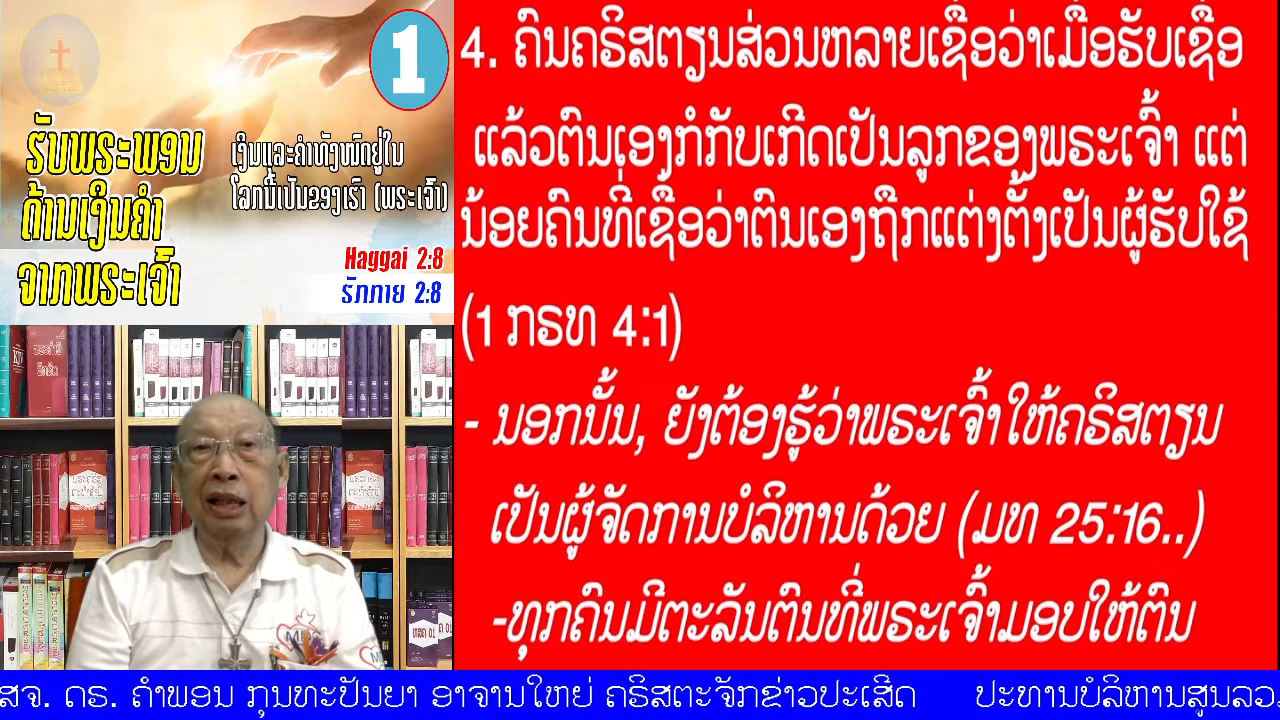 1
ຮັບພຣະພອນ
ດ້ານເງິນຄຳ
ຈາກພຣະເຈົ້າ
ເງິນແລະຄຳທັງໝົດຢູ່ໃນ
ໂລກນີ້ເປັນຂອງເຮົາ (ພຣະເຈົ້າ)
Haggai 2:8
ຮັກກາຍ 2:8
4. ຄົນຄຣິສຕຽນສ່ວນຫລາຍເຊື່ອວ່າເມື່ອຮັບເຊື່ອ
ແລ້ວຕົນເອງກໍກັບເກີດເປັນລູກຂອງພຣະເຈົ້າ ແຕ່
ນ້ອຍຄົນທີ່ເຊື່ອວ່າຕົນເອງຖືກແຕ່ງຕັ້ງເປັນຜູ້ຮັບໃຊ້
(1 ກຣທ 4:1)
- ນອກນັ້ນ, ຍັງຕ້ອງຮູ້ວ່າພຣະເຈົ້າໃຫ້ຄຣິສຕຽນ
ເປັນຜູ້ຈັດການບໍລິຫານດ້ວຍ (ມທ 25:16..)
-ທຸກຄົນມີຕະລັນຕົນທີ່ພຣະເຈົ້າມອບໃຫ້ຕົນ
ສຈ. ດຣ. ຄຳພອນ ກຸນທະປັນຍາ ອາຈານໃຫຍ່ ຄຣິສຕະຈັກຂ່າວປະເສີດ ປະທານບໍລິຫານສູນລວມ